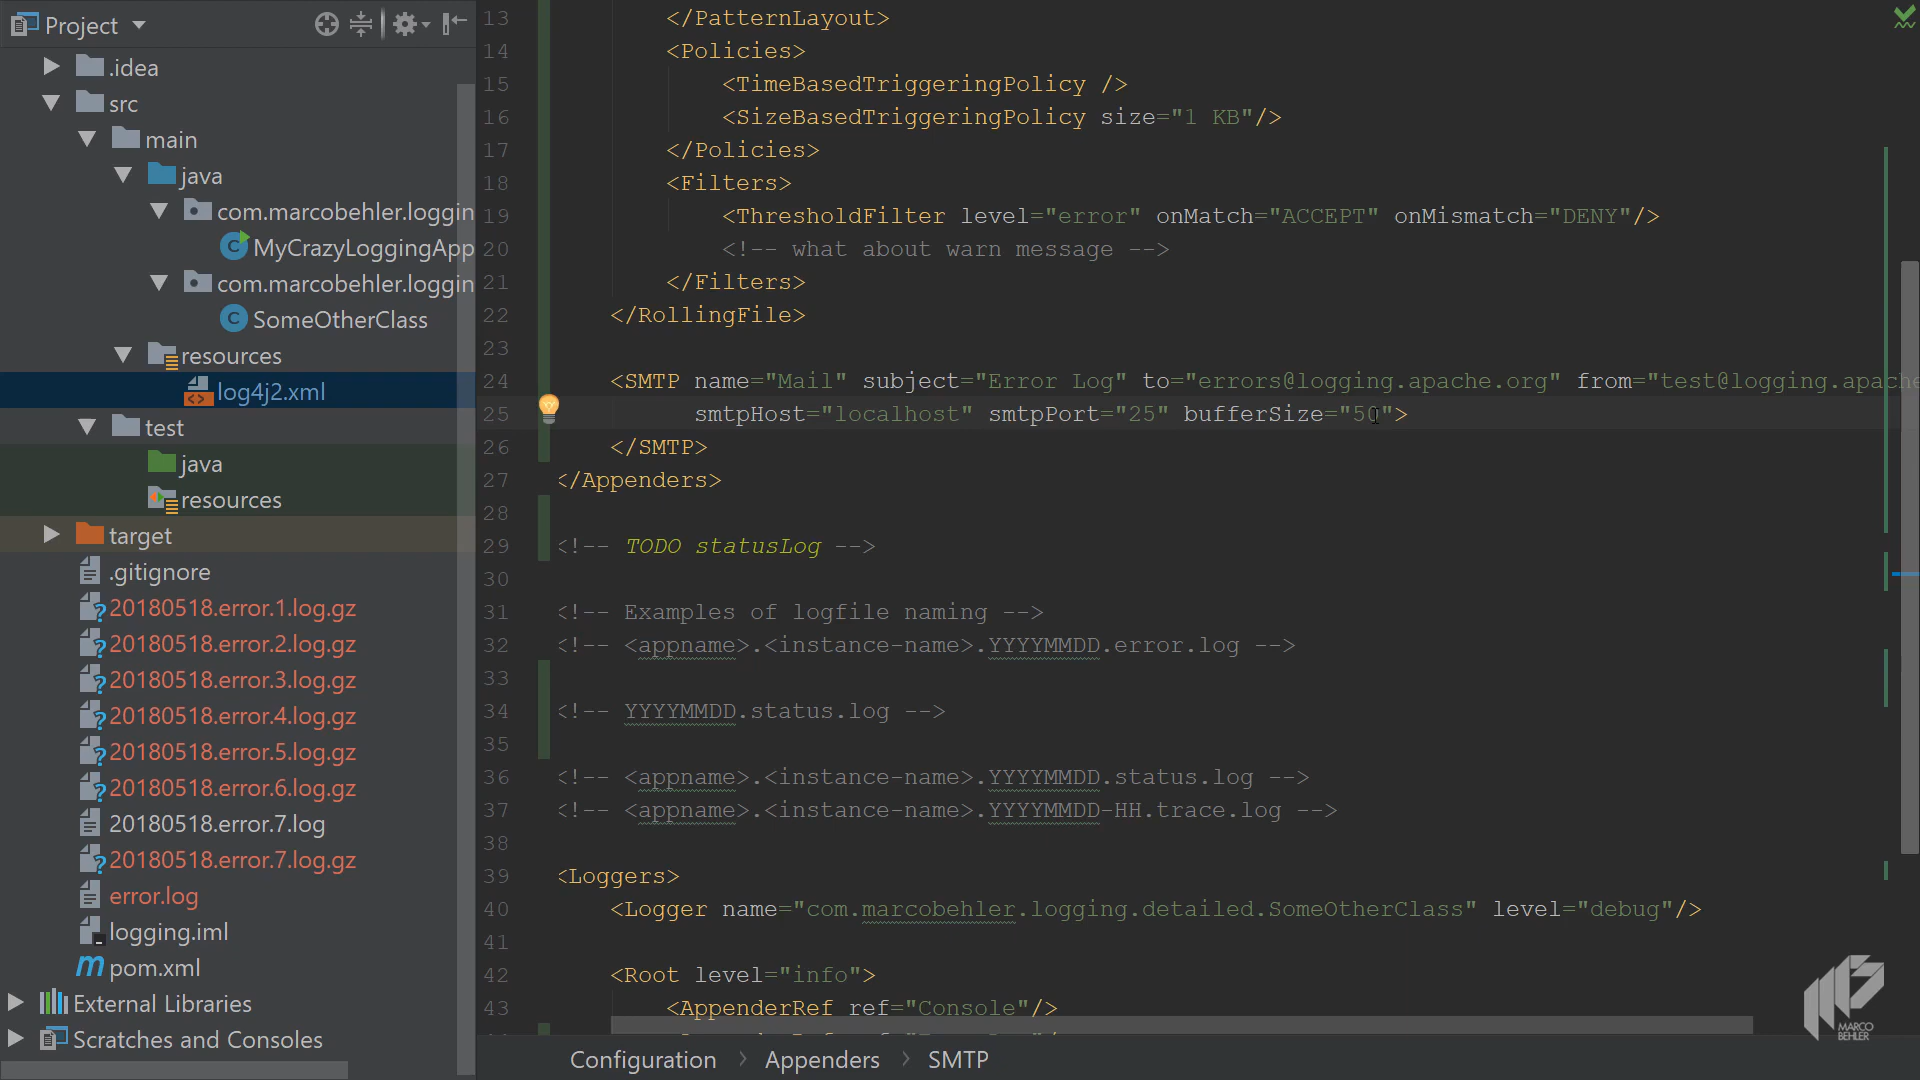 Project
.idea
src
main
java
com.marcobehler.loggin
MyCrazyLoggingApp
com.marcobehler.loggin
SomeOtherClass
resources
log4j2.xml
test
java
resources
target
.gitignore
20180518.error.1.log.gz
20180518.error.2.log.gz
20180518.error.3.log.gz
20180518.error.4.log.gz
20180518.error.5.log.gz
20180518.error.6.log.gz
20180518.error.7.log
20180518.error.7.log.gz
error.log
logging.iml
pom.xml
External Libraries
Scratches and Consoles
13 </PatternLayout>
14 <Policies>
15 <TimeBasedTriggeringPolicy />
16 <SizeBasedTriggeringPolicy size="1 KB"/>
17 </Policies>
18 <Filters>
19 <ThresholdFilter level="error" onMatch="ACCEPT" onMismatch="DENY"/>
20 <!-- what about warn message -->
21 </Filters>
22 </RollingFile>
23
24 <SMTP name="Mail" subject="Error Log" to="errors@logging.apache.org" from="test@logging.apache
25 smtpHost="localhost" smtpPort="25" bufferSize="50">
26 </SMTP>
27 </Appenders>
28
29 <!-- TODO statusLog -->
30
31 <!-- Examples of logfile naming -->
32 <!-- <appname>.<instance-name>.YYYYMMDD.error.log -->
33
34 <!-- YYYYMMDD.status.log -->
35
36 <!-- <appname>.<instance-name>.YYYYMMDD.status.log -->
37 <!-- <appname>.<instance-name>.YYYYMMDD-HH.trace.log -->
38
39 <Loggers>
40 <Logger name="com.marcobehler.logging.detailed.SomeOtherClass" level="debug"/>
41
42 <Root level="info">
43 <AppenderRef ref="Console"/>
Configuration > Appenders > SMTP
MARCO
BEHLER